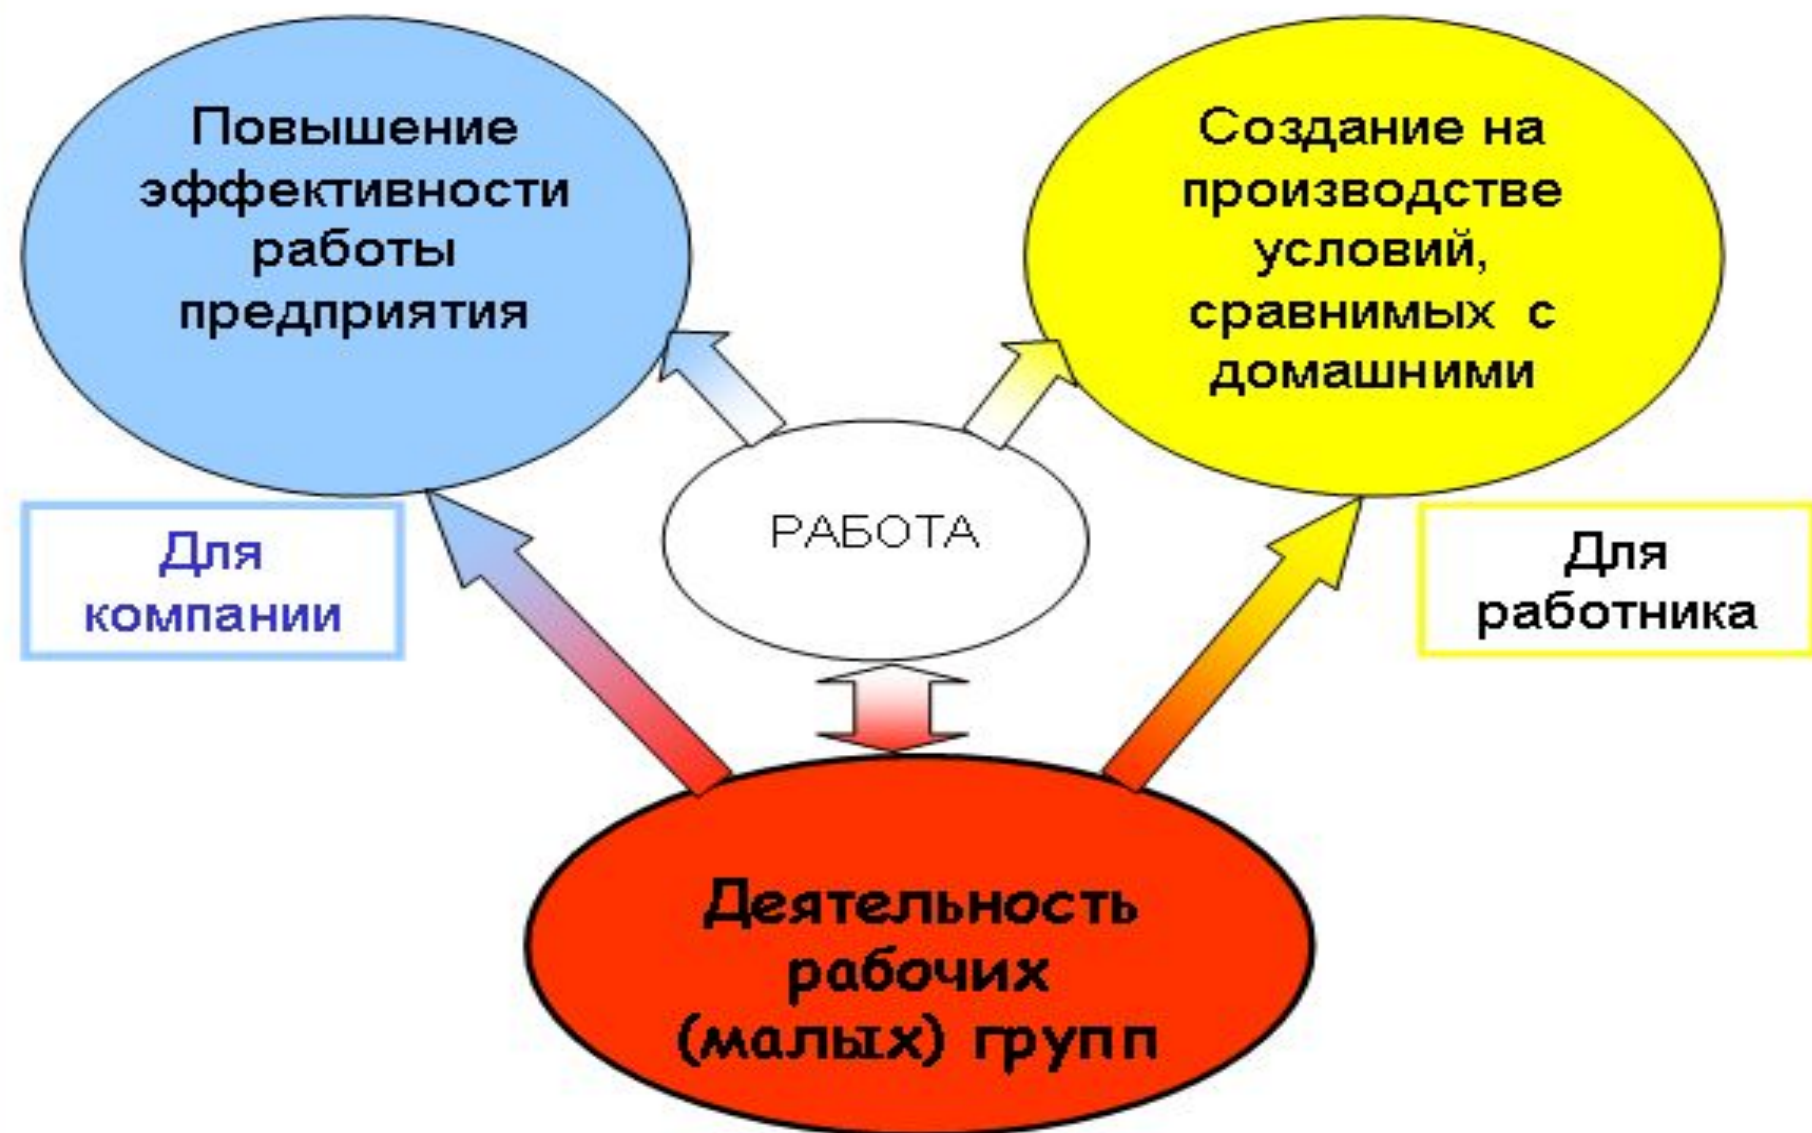 Повышение
эффективности
работы
предприятия
Создание на
производстве
условий,
сравнимых с
домашними
РАБОТА
Для
компании
Для
работника
Деятельность
рабочих
(малых) групп